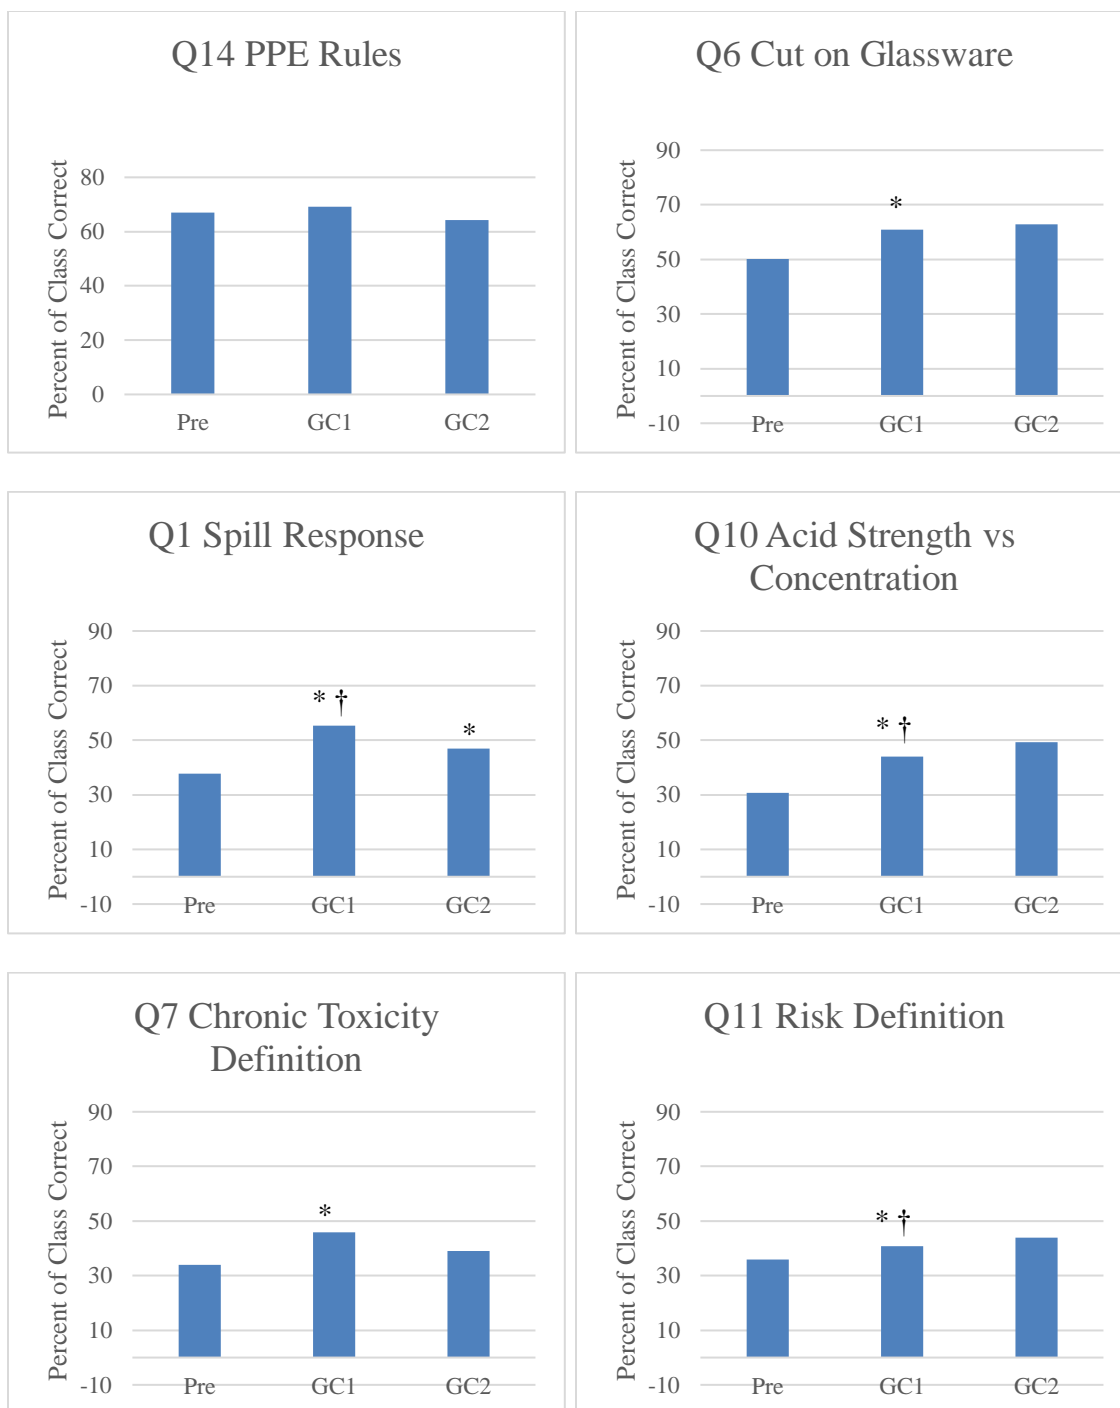 Q14 PPE Rules
Percent of Class Correct
80
60
40
20
0
Pre GC1 GC2
Q6 Cut on Glassware
Percent of Class Correct
90
70
50
30
10
-10
*
Pre GC1 GC2
Q1 Spill Response
Percent of Class Correct
90
70
50
30
10
-10
* †
*
Pre GC1 GC2
Q10 Acid Strength vs
Concentration
Percent of Class Correct
90
70
50
30
10
-10
* †
Pre GC1 GC2
Q7 Chronic Toxicity
Definition
Percent of Class Correct
90
70
50
30
10
-10
*
Pre GC1 GC2
Q11 Risk Definition
Percent of Class Correct
90
70
50
30
10
-10
* †
Pre GC1 GC2